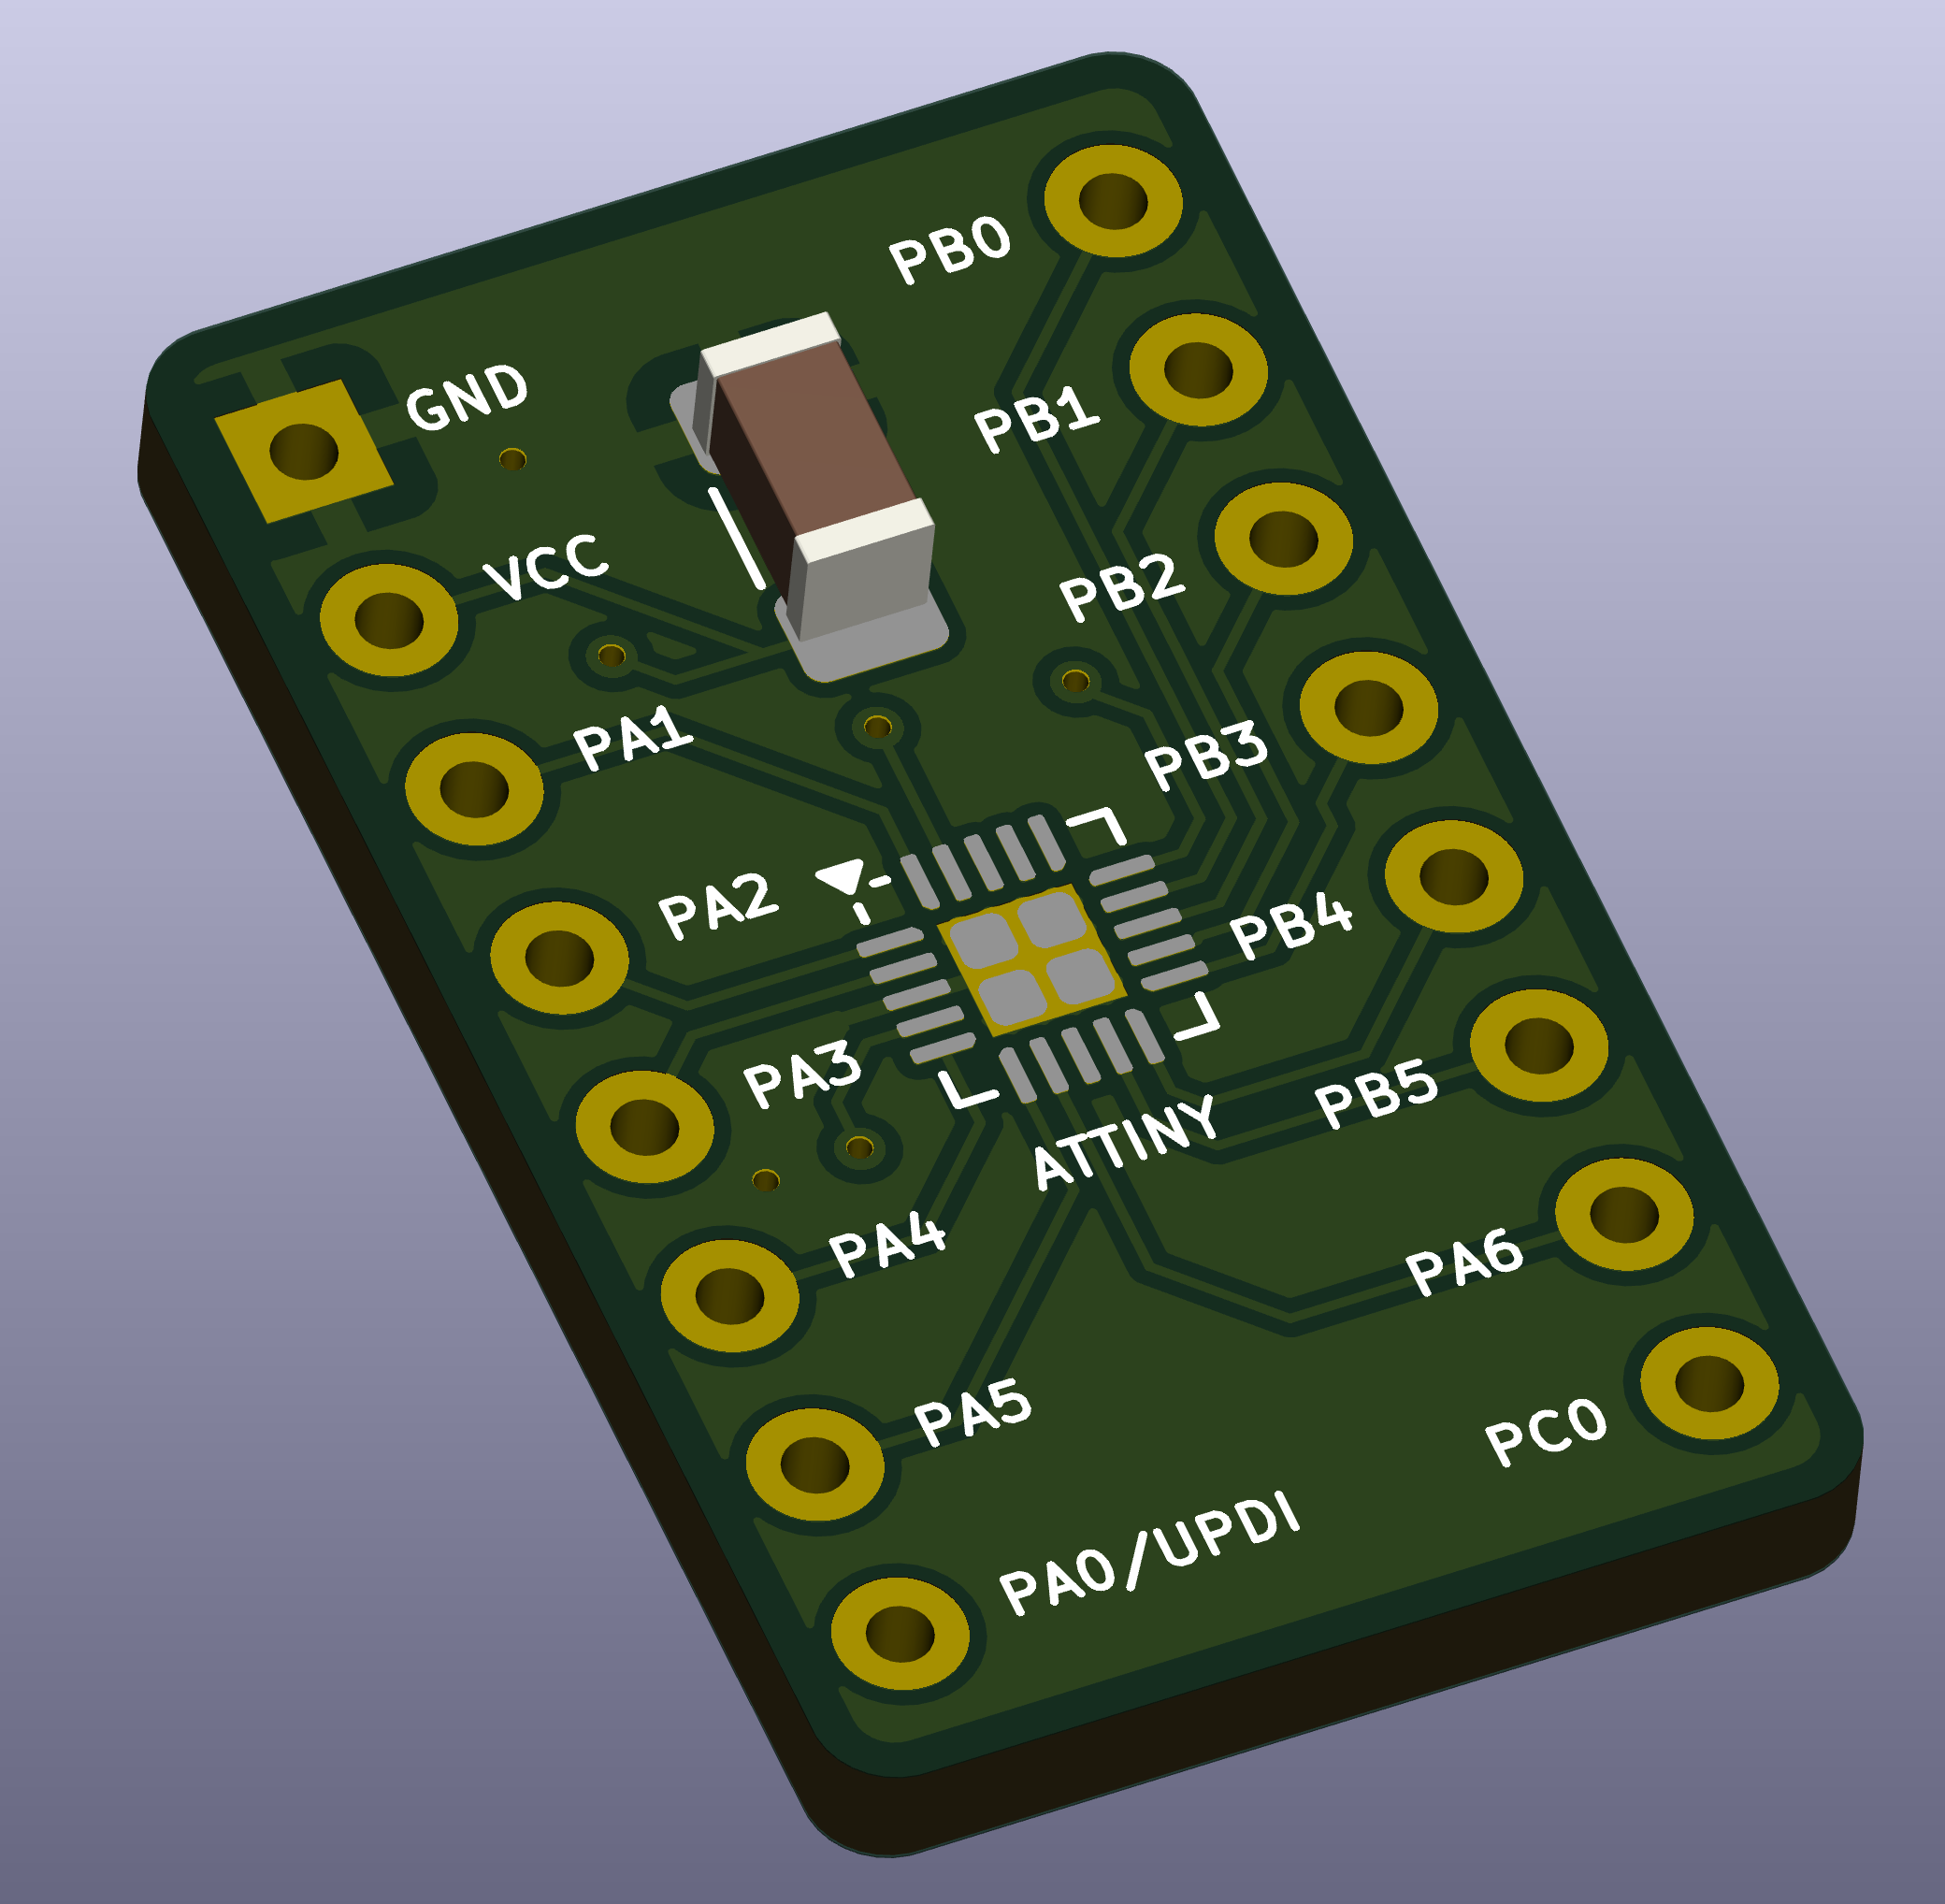 PB0
GND
PB1
VCC
PB2
PA1
PB3
PA2
PB4
PA3
PB5
ATTINY
PA4
PA6
PA5
PC0
PA0/UPDI